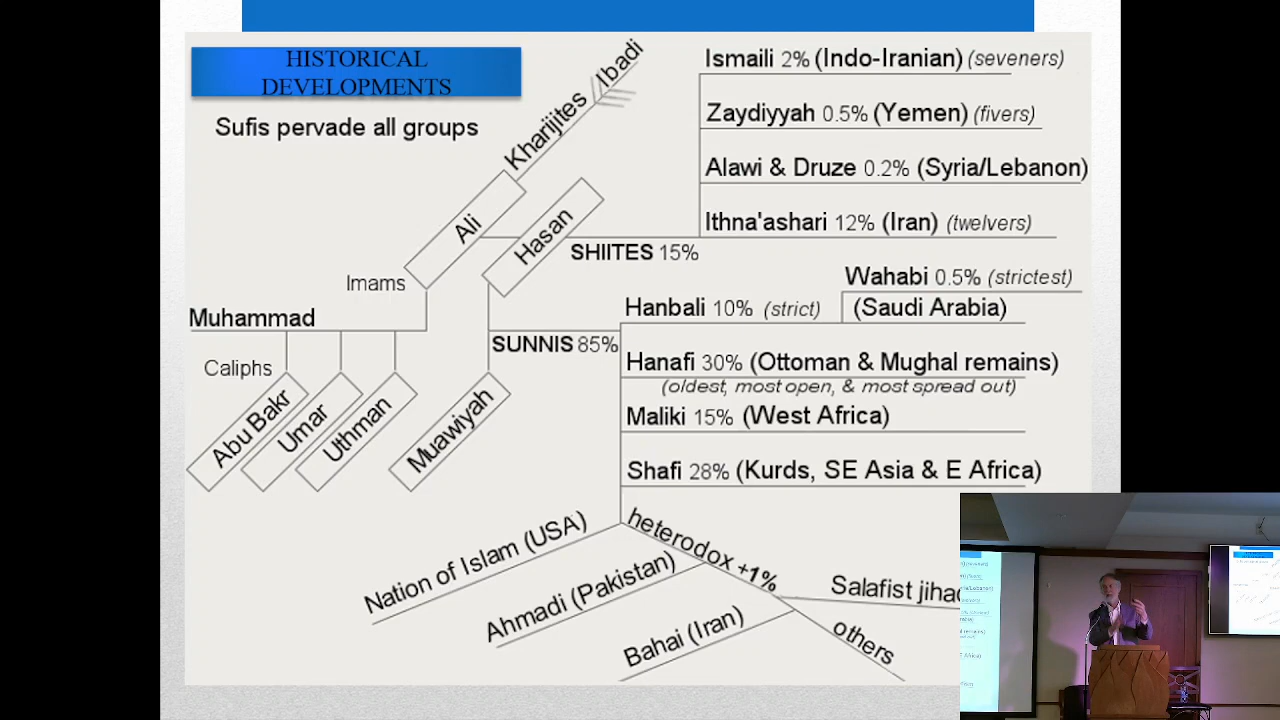 HISTORICAL
DEVELOPMENTS
Sufis pervade all groups
Kharijites
Ibadi
Ismaili 2% (Indo-Iranian) (seveners)
Zaydiyyah 0.5% (Yemen) (fivers)
Alawi & Druze 0.2% (Syria/Lebanon)
Ithna'ashari 12% (Iran) (twelvers)
Ali
Hasan
SHIITES 15%
Imams
Muhammad
Caliphs
Abu Bakr
Umar
Uthman
Muawiyah
SUNNIS 85%
Wahabi 0.5% (strictest)
Hanbali 10% (strict)
(Saudi Arabia)
Hanafi 30% (Ottoman & Mughal remains)
(oldest, most open, & most spread out)
Maliki 15% (West Africa)
Shafi 28% (Kurds, SE Asia & E Africa)
heterodox +1%
Nation of Islam (USA)
Ahmadi (Pakistan)
Bahai (Iran)
Salafist
others